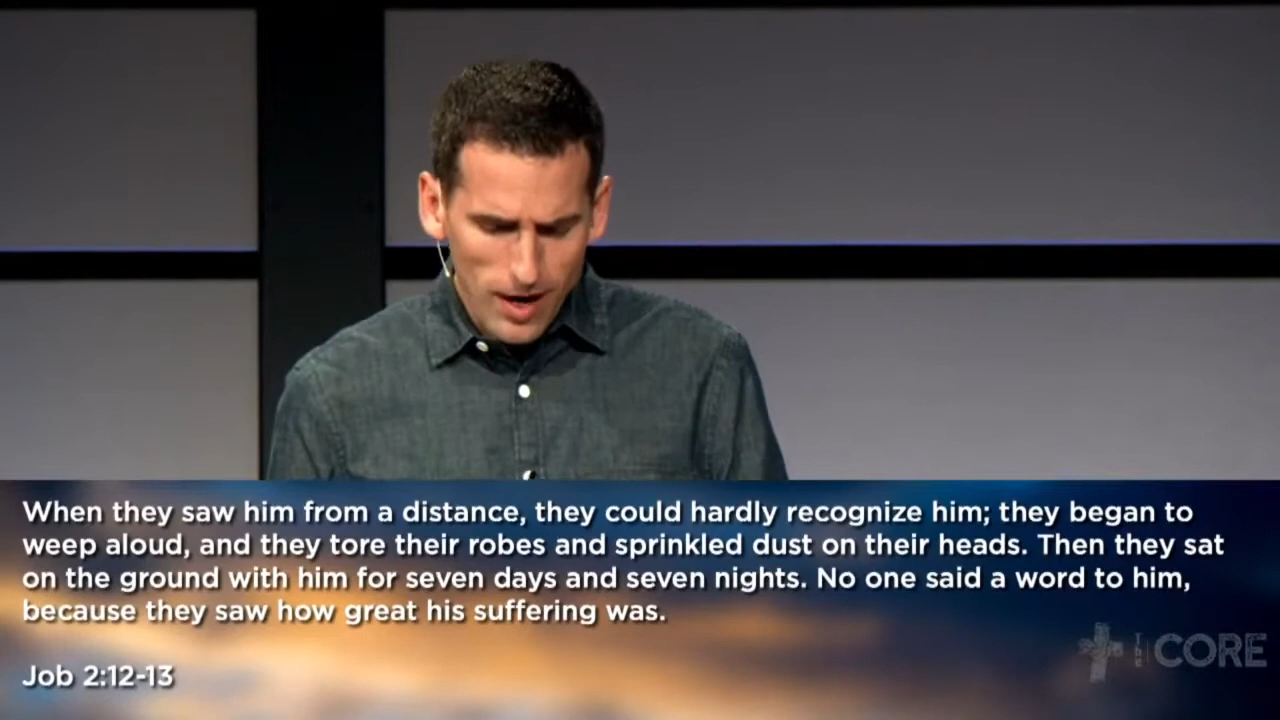 When they saw him from a distance, they could hardly recognize him; they began to
weep aloud, and they tore their robes and sprinkled dust on their heads. Then they sat
on the ground with him for seven days and seven nights. No one said a word to him,
because they saw how great his suffering was.
Job 2:12-13
THE CORE